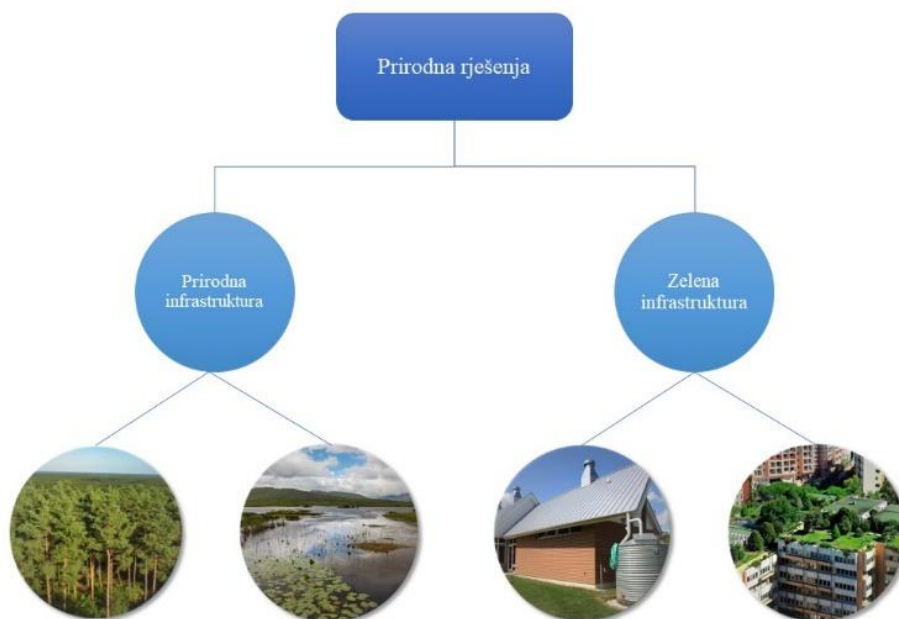 Prirodna rješenja
Prirodna
infrastruktura
Zelena
infrastruktura